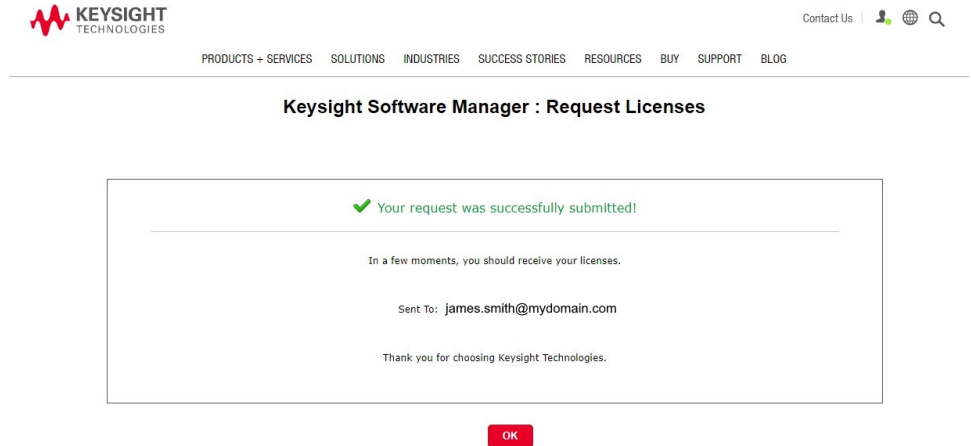 KEYSIGHT
TECHNOLOGIES
Contact Us
PRODUCTS + SERVICES SOLUTIONS INDUSTRIES SUCCESS STORIES RESOURCES BUY SUPPORT BLOG
Keysight Software Manager : Request Licenses
Your request was successfully submitted!
In a few moments, you should receive your licenses.
Sent To: james.smith@mydomain.com
Thank you for choosing Keysight Technologies.
OK